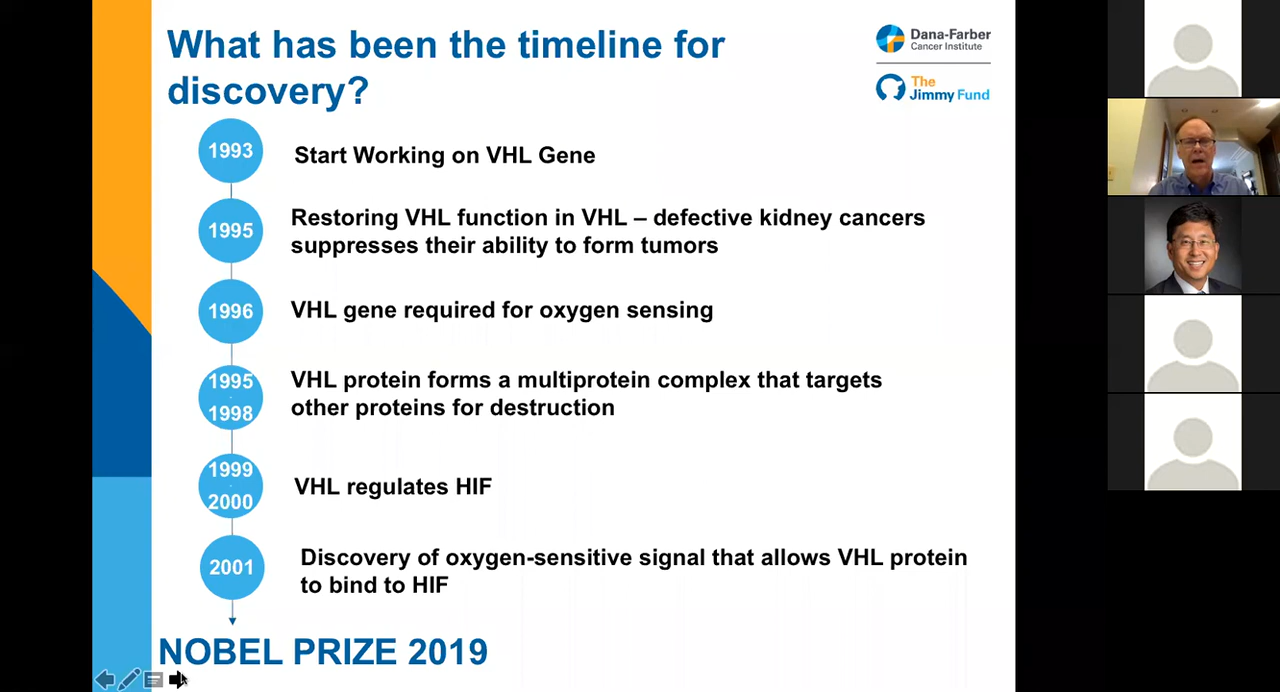 What has been the timeline for
discovery?
Dana-Farber
Cancer Institute
The
Jimmy Fund
1993
Start Working on VHL Gene
1995
Restoring VHL function in VHL – defective kidney cancers
suppresses their ability to form tumors
1996
VHL gene required for oxygen sensing
1995
-
1998
VHL protein forms a multiprotein complex that targets
other proteins for destruction
1999
-
2000
VHL regulates HIF
2001
Discovery of oxygen-sensitive signal that allows VHL protein
to bind to HIF
NOBEL PRIZE 2019